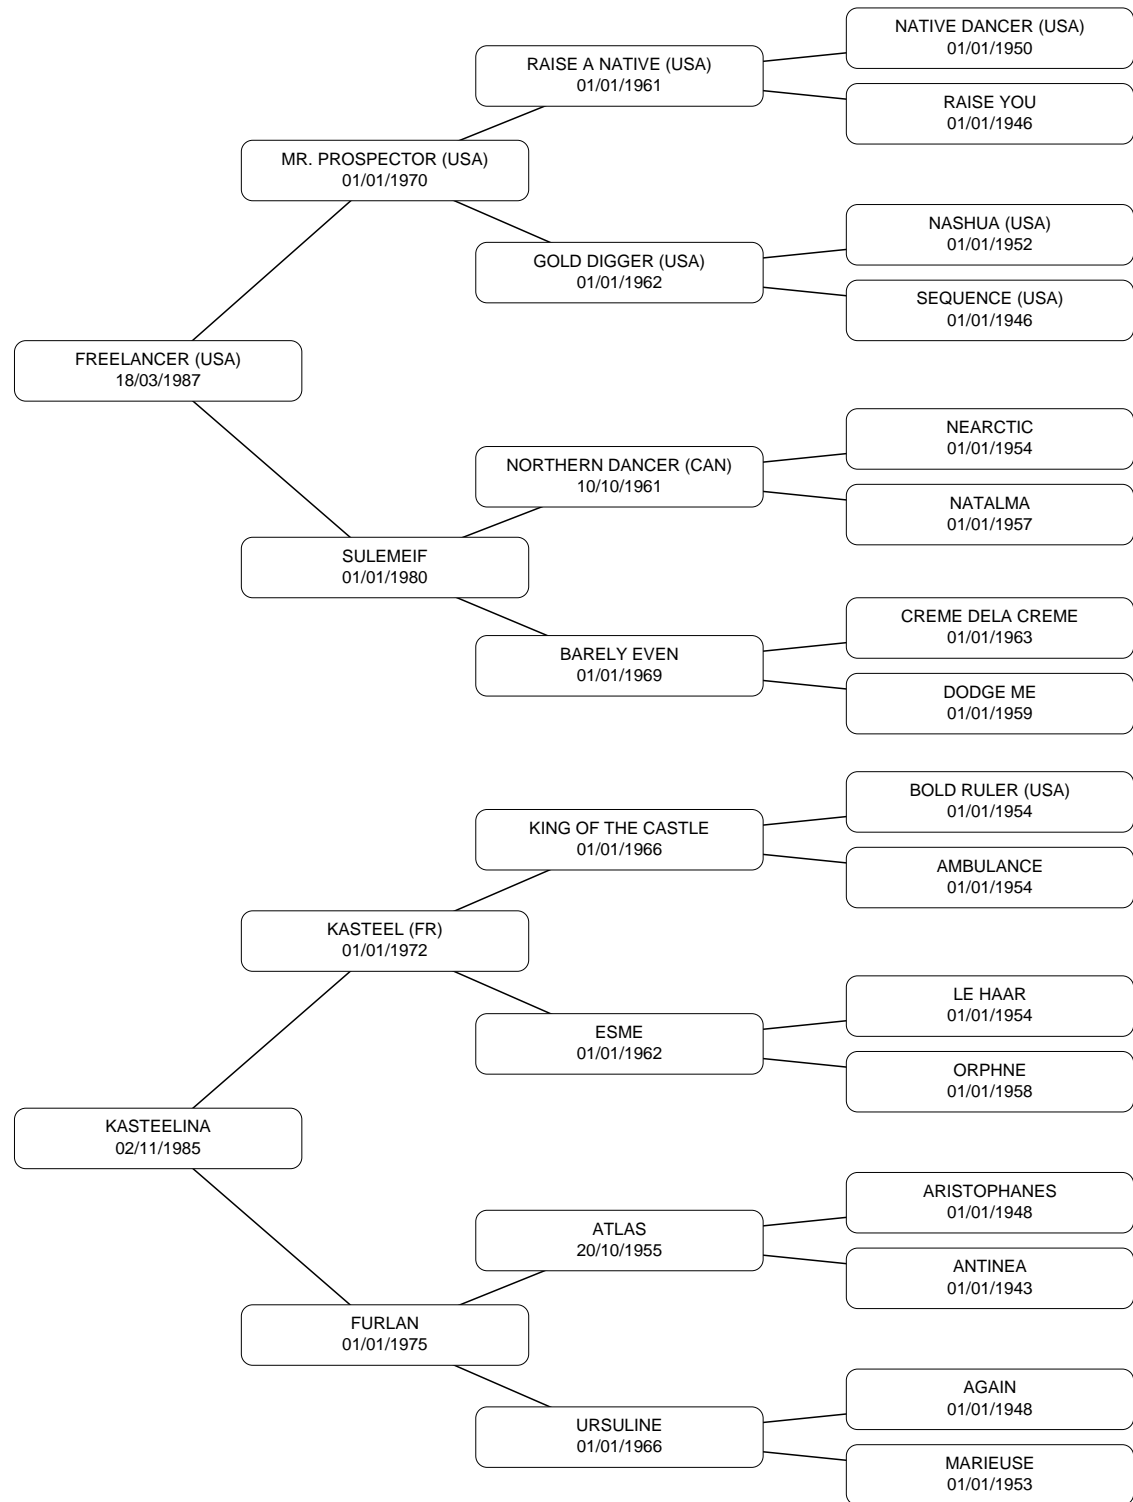 NATIVE DANCER (USA)
01/01/1950
RAISE A NATIVE (USA)
01/01/1961
RAISE YOU
01/01/1946
MR. PROSPECTOR (USA)
01/01/1970
NASHUA (USA)
01/01/1952
GOLD DIGGER (USA)
01/01/1962
SEQUENCE (USA)
01/01/1946
FREELANCER (USA)
18/03/1987
NEARCTIC
01/01/1954
NORTHERN DANCER (CAN)
10/10/1961
NATALMA
01/01/1957
SULEMEIF
01/01/1980
CREME DELA CREME
01/01/1963
BARELY EVEN
01/01/1969
DODGE ME
01/01/1959
BOLD RULER (USA)
01/01/1954
KING OF THE CASTLE
01/01/1966
AMBULANCE
01/01/1954
KASTEEL (FR)
01/01/1972
LE HAAR
01/01/1954
ESME
01/01/1962
ORPHNE
01/01/1958
KASTEELINA
02/11/1985
ARISTOPHANES
01/01/1948
ATLAS
20/10/1955
ANTINEA
01/01/1943
FURLAN
01/01/1975
AGAIN
01/01/1948
URSULINE
01/01/1966
MARIEUSE
01/01/1953